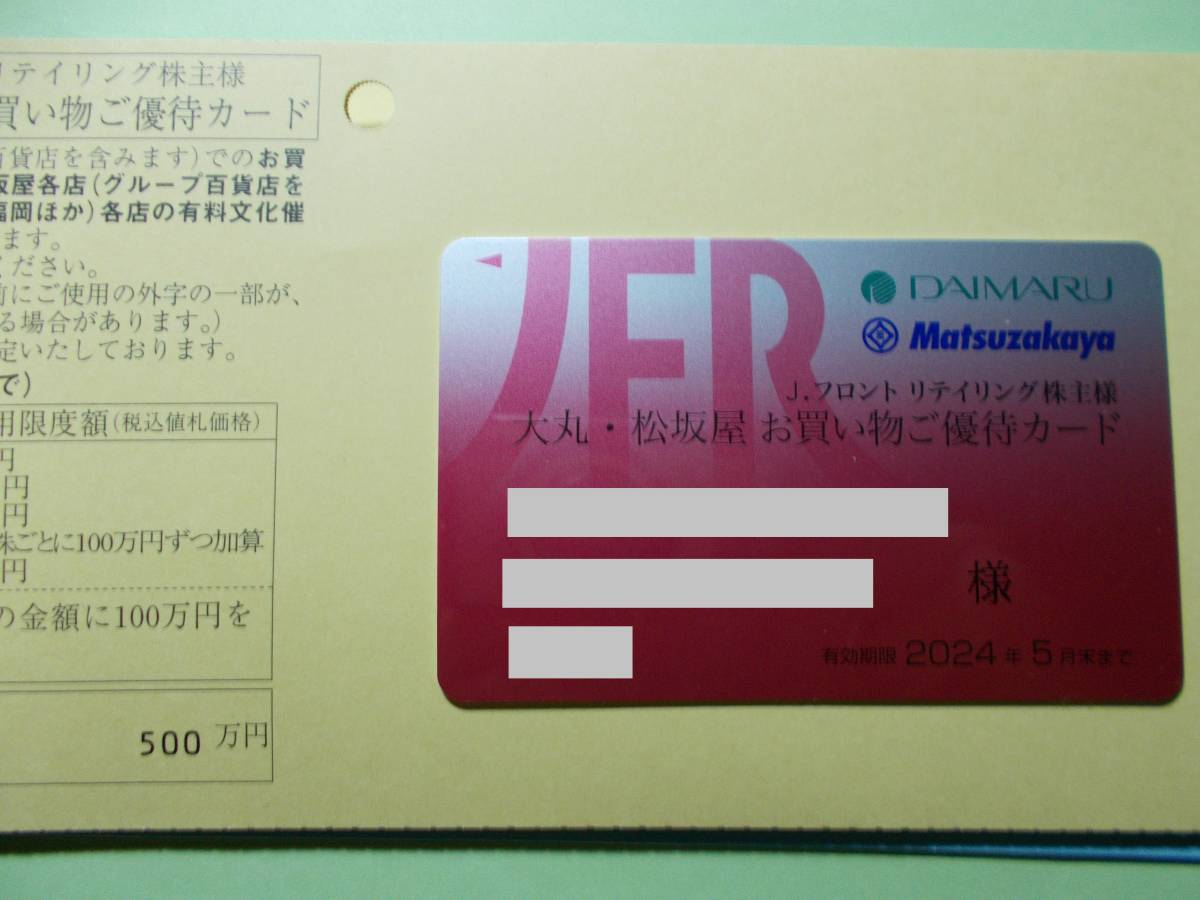 リテイリング株主様
買い物ご優待カード
百貨店を含みます)でのお買
坂屋各店(グループ百貨店を
福岡ほか)各店の有料文化催
ます。
ください。
前にご使用の外字の一部が、
る場合があります。)
定いたしております。
で)
用限度額(税込値札価格)
円
円
円
株ごとに100万円ずつ加算
円
の金額に100万円を
500 万円
JFR
DAIMARU
Matsuzakaya
J.フロント リテイリング株主様
大丸・松坂屋 お買い物ご優待カード
様
有効期限 2024 年 5 月末まで